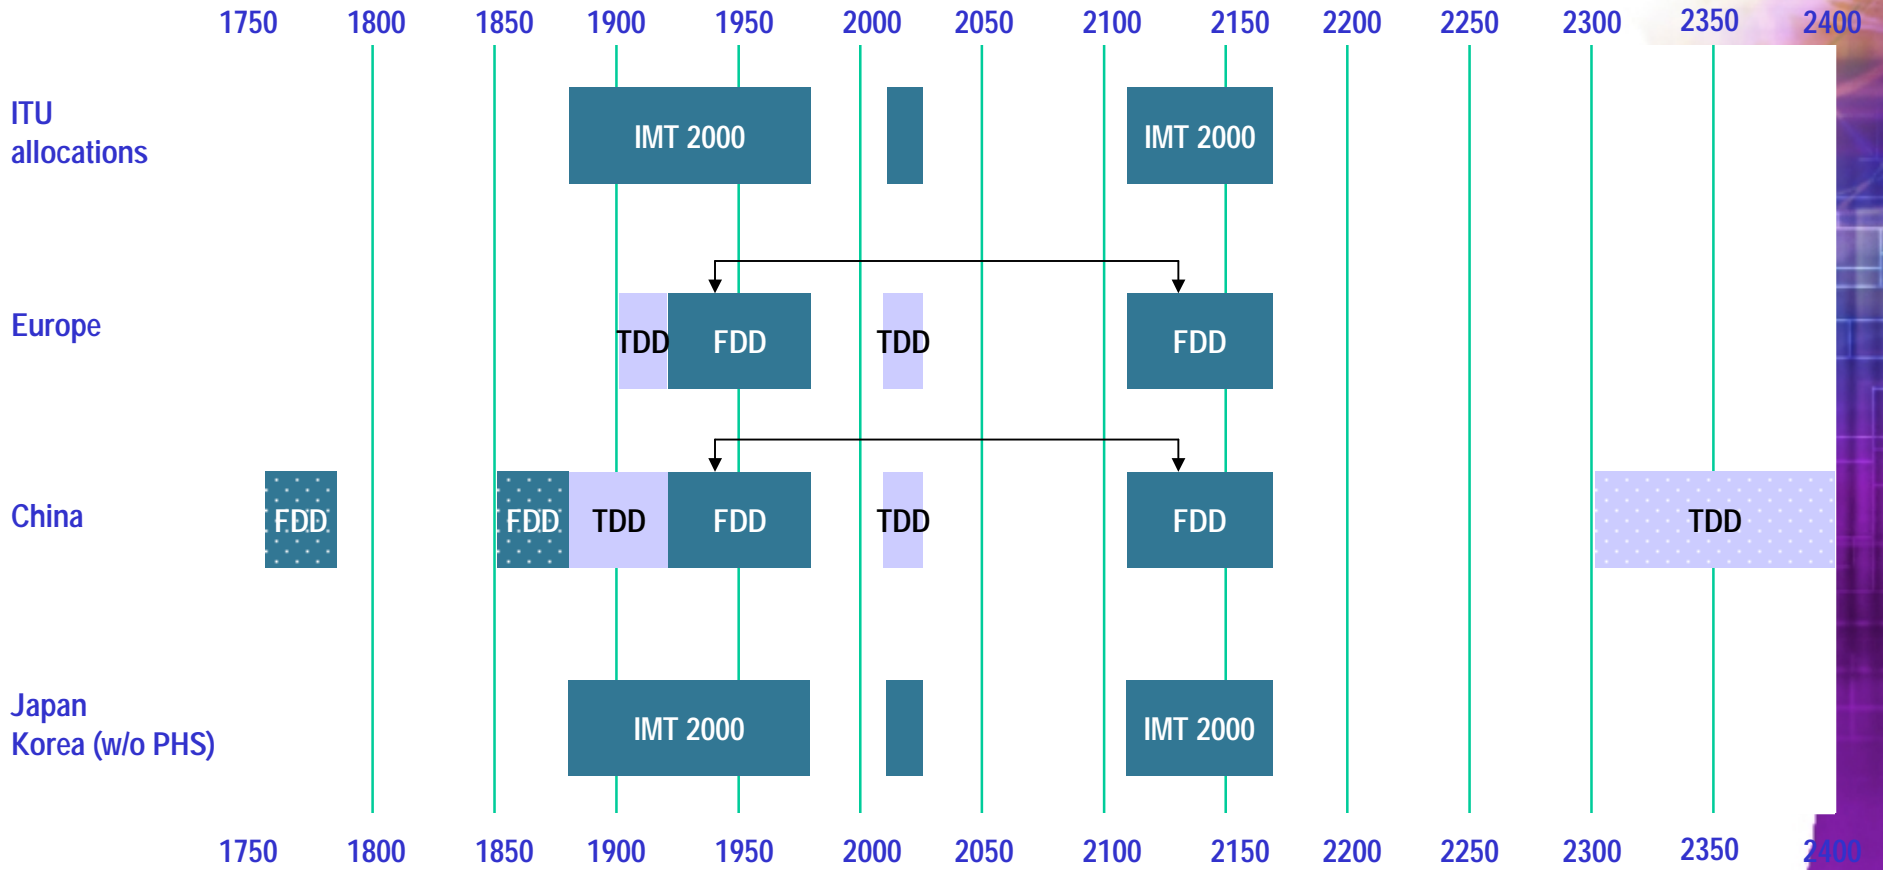 1750 1800 1850 1900 1950 2000 2050 2100 2150 2200 2250 2300 2350 2400
ITU
allocations
IMT 2000 IMT 2000
Europe
TDD FDD TDD FDD
China
FDD FDD TDD FDD TDD FDD TDD
Japan
Korea (w/o PHS)
IMT 2000 IMT 2000
1750 1800 1850 1900 1950 2000 2050 2100 2150 2200 2250 2300 2350 2400